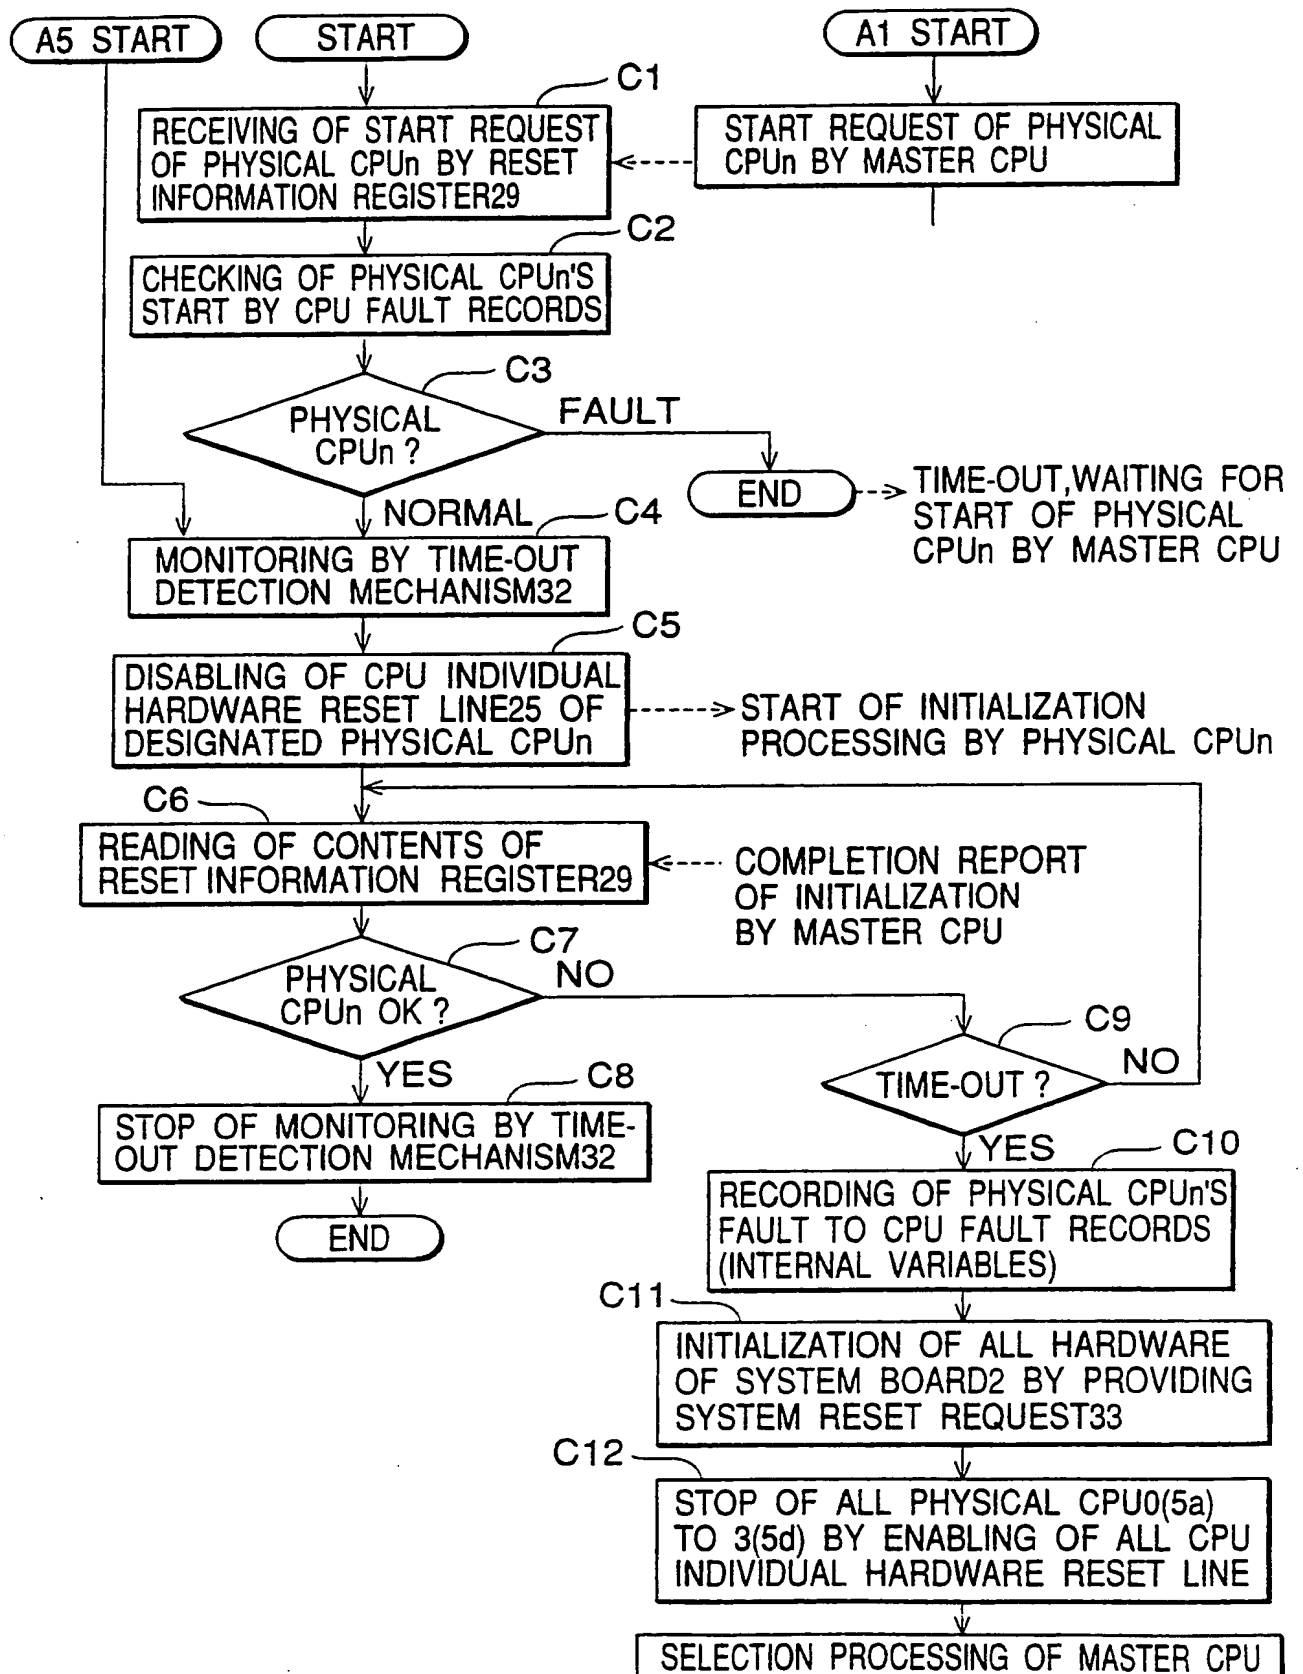 A5 START
START
A1 START
C1
RECEIVING OF START REQUEST
OF PHYSICAL CPUn BY RESET
INFORMATION REGISTER29
START REQUEST OF PHYSICAL
CPUn BY MASTER CPU
C2
CHECKING OF PHYSICAL CPUn'S
START BY CPU FAULT RECORDS
C3
PHYSICAL
CPUn ?
FAULT
END
TIME-OUT,WAITING FOR
START OF PHYSICAL
CPUn BY MASTER CPU
NORMAL
C4
MONITORING BY TIME-OUT
DETECTION MECHANISM32
C5
DISABLING OF CPU INDIVIDUAL
HARDWARE RESET LINE25 OF
DESIGNATED PHYSICAL CPUn
START OF INITIALIZATION
PROCESSING BY PHYSICAL CPUn
C6
READING OF CONTENTS OF
RESET INFORMATION REGISTER29
COMPLETION REPORT
OF INITIALIZATION
BY MASTER CPU
C7
PHYSICAL
CPUn OK ?
NO
C9
TIME-OUT ?
NO
YES
C8
STOP OF MONITORING BY TIME-
OUT DETECTION MECHANISM32
END
YES
C10
RECORDING OF PHYSICAL CPUn'S
FAULT TO CPU FAULT RECORDS
(INTERNAL VARIABLES)
C11
INITIALIZATION OF ALL HARDWARE
OF SYSTEM BOARD2 BY PROVIDING
SYSTEM RESET REQUEST33
C12
STOP OF ALL PHYSICAL CPU0(5a)
TO 3(5d) BY ENABLING OF ALL CPU
INDIVIDUAL HARDWARE RESET LINE
SELECTION PROCESSING OF MASTER CPU